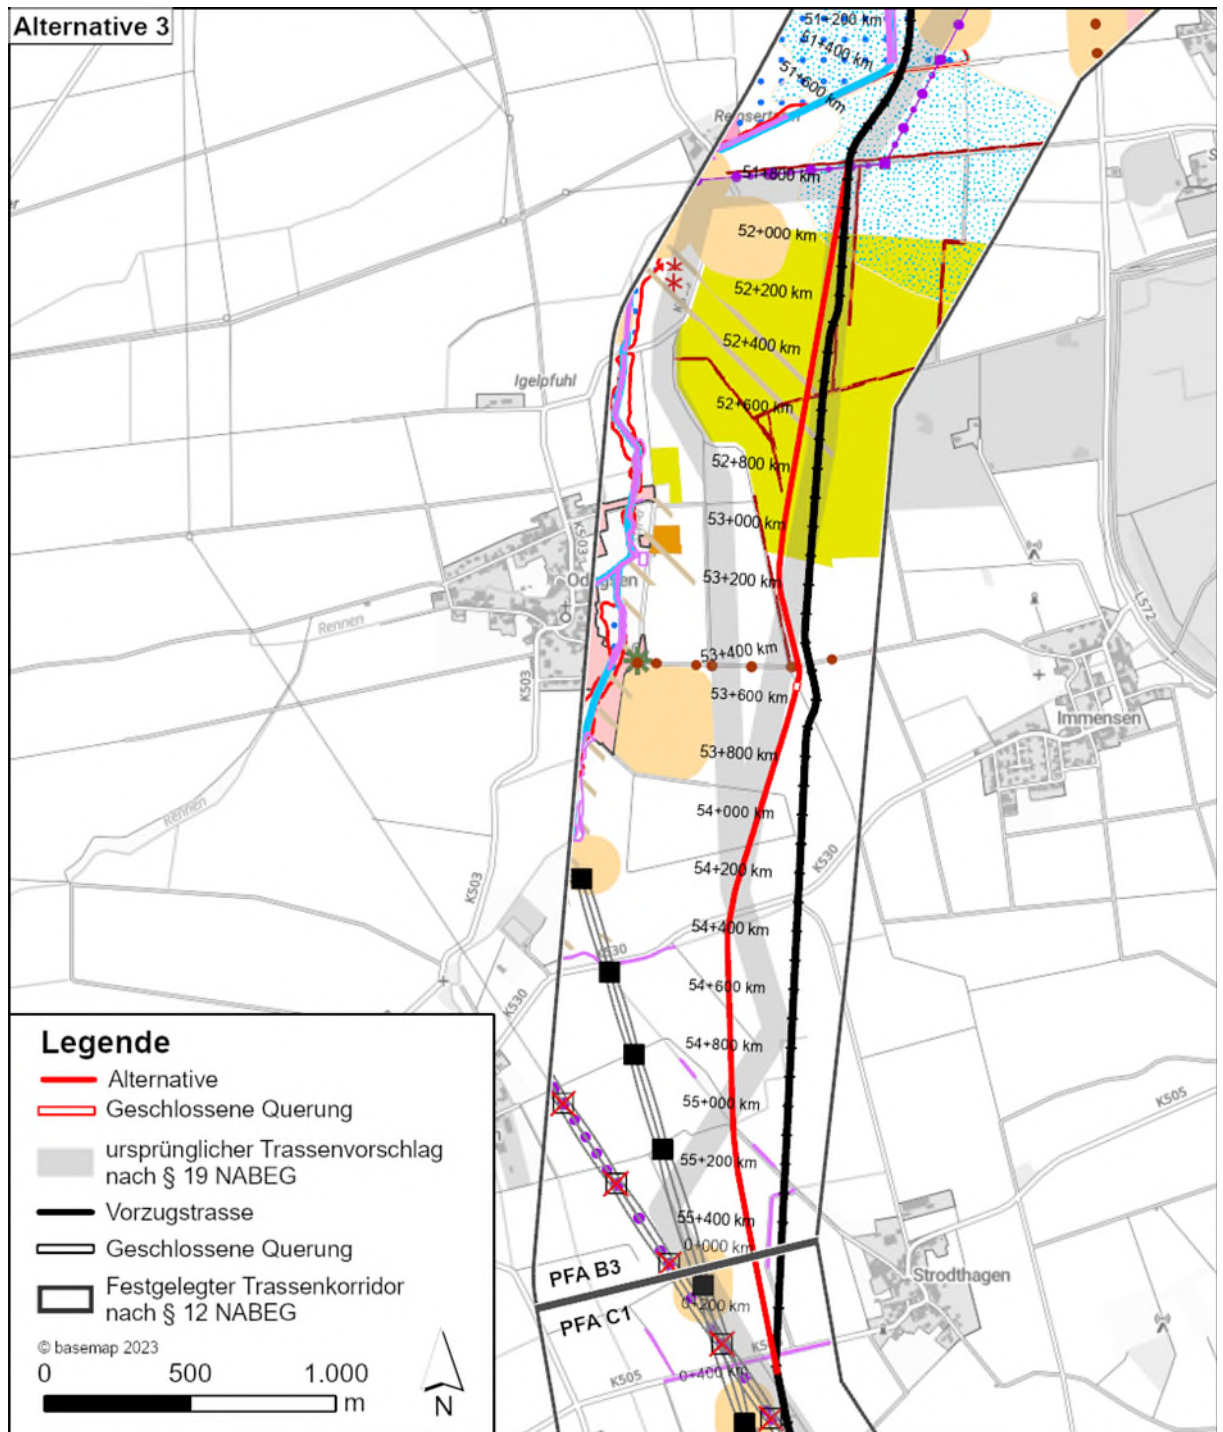 Alternative 3
51+200 km
51+400 km
51+600 km
51+800 km
52+000 km
52+200 km
52+400 km
Igelpfuhl
52+600 km
52+800 km
53+000 km
K503
53+200 km
Rennen
53+400 km
L572
53+600 km
K503
Immensen
53+800 km
Rennen
54+000 km
54+200 km
K530
K503
54+400 km
K530
54+600 km
54+800 km
55+000 km
K505
55+200 km
55+400 km
0+000 km
PFA B3
Strodthagen
0+200 km
PFA C1
0+400 km
K505
Legende
Alternative
Geschlossene Querung
ursprünglicher Trassenvorschlag
nach § 19 NABEG
Vorzugstrasse
Geschlossene Querung
Festgelegter Trassenkorridor
nach § 12 NABEG
© basemap 2023
0 500 1.000
m
N